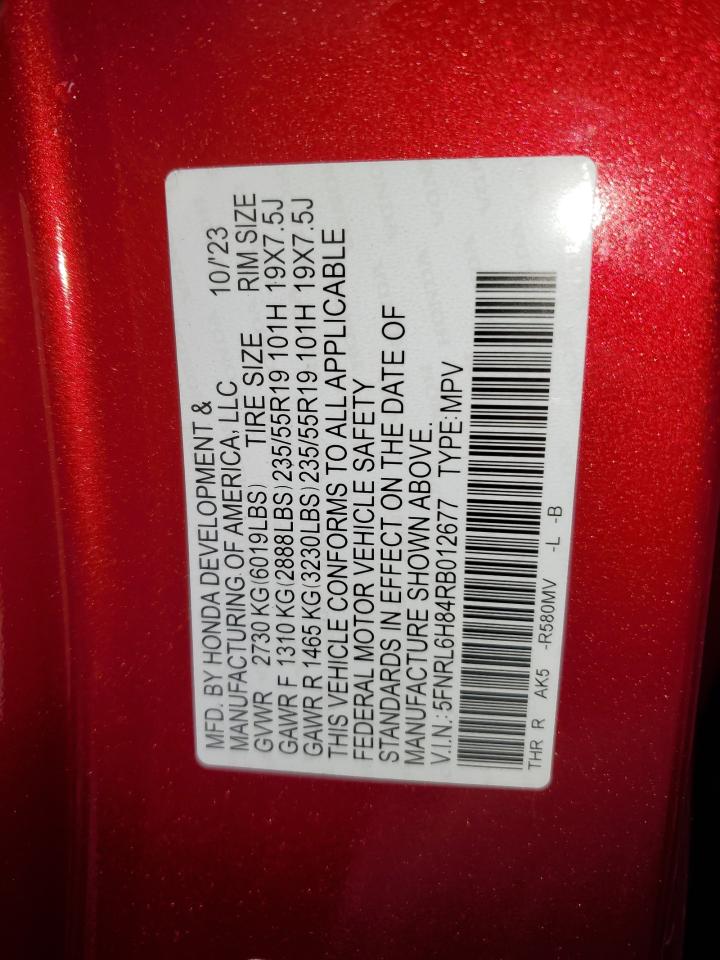 MFD. BY HONDA DEVELOPMENT &
MANUFACTURING OF AMERICA, LLC 10/'23
GVWR 2730 KG(6019LBS) TIRE SIZE RIM SIZE
GAWR F 1310 KG(2888LBS) 235/55R19 101H 19X7.5J
GAWR R 1465 KG(3230LBS) 235/55R19 101H 19X7.5J
THIS VEHICLE CONFORMS TO ALL APPLICABLE
FEDERAL MOTOR VEHICLE SAFETY
STANDARDS IN EFFECT ON THE DATE OF
MANUFACTURE SHOWN ABOVE.
V.I.N.: 5FNRL6H84RB012677 TYPE:MPV
THR R AK5 -R580MV -L -B